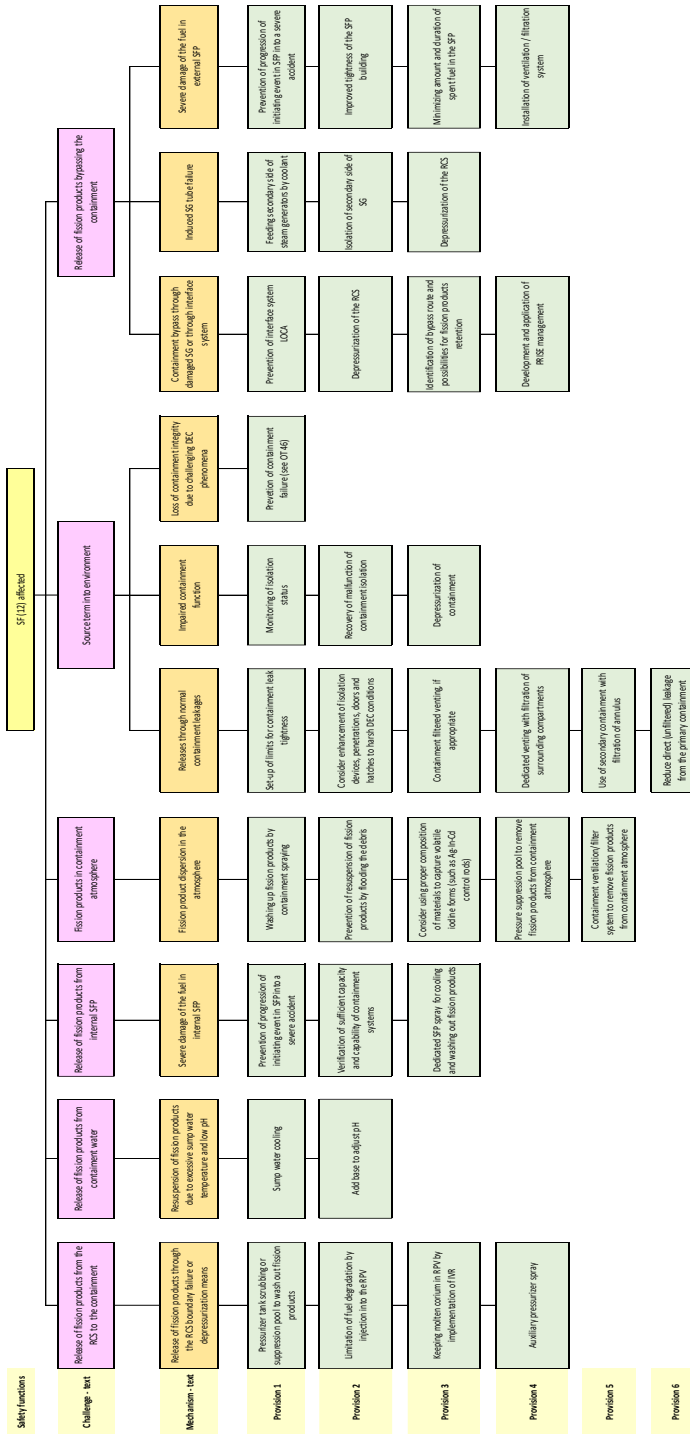 Safety functions
SF (12) affected
Challenge - text
Release of fission products from the
RCS to the containment
Release of fission products from
containment water
Release of fission products from
internal SFP
Fission products in containment
atmosphere
Source term into environment
Release of fission products bypassing the
containment
Mechanism - text
Release of fission products through
the RCS boundary failure or
depressurization means
Resuspension of fission products
due to excessive sump water
temperature and low pH
Severe damage of the fuel in
internal SFP
Fission product dispersion in the
atmosphere
Releases through normal
containment leakages
Impaired containment
function
Loss of containment integrity
due to challenging DEC
phenomena
Containment bypass through
damaged SG or through interface
system
Induced SG tube failure
Severe damage of the fuel in
external SFP
Provision 1
Pressurizer tank scrubbing or
suppression pool to wash out fission
products
Sump water cooling
Prevention of progression of
initiating event in SFP into a
severe accident
Washing up fission products by
containment spraying
Set-up of limits for containment leak
tightness
Monitoring of isolation
status
Prevetion of containment
failure (see OT 46)
Prevention of interface system
LOCA
Feeding secondary side of
steam generators by coolant
Prevention of progression of
initiating event in SFP into a severe
accident
Provision 2
Limitation of fuel degradation by
injection in to the RPV
Add base to adjust pH
Verification of sufficient capacity
and capability of containment
systems
Prevention of resuspension of fission
products by flooding the debris
Consider enhancement of isolation
devices, penetrations, doors and
hatches to harsh DEC conditions
Recovery of malfunction of
containment isolation
Depressurization of the RCS
Isolation of secondary side of
SG
Improved tightness of the SFP
building
Provision 3
Keeping molten corium in RPV by
implementation of IVR
Dedicated SFP spray for cooling
and washing out fission products
Consider using proper composition
of materials to capture volatile
iodine forms (such as Ag-In-Cd
control rods)
Containment filtered venting, if
appropriate
Depressurization of
containment
Identification of bypass route and
possibilities for fission products
retention
Depressurization of the RCS
Minimizing amount and duration of
spent fuel in the SFP
Provision 4
Auxiliary pressurizer spray
Pressure suppression pool to remove
fission products from containment
atmosphere
Dedicated venting with filtration of
surrounding compartments
Development and application of
PRISE management
Installation of ventilation / filtration
system
Provision 5
Containment ventilation/ filter
system to remove fission products
from containment atmosphere
Use of secondary containment with
filtration of annulus
Provision 6
Reduce direct (unfiltered) leakage
from the primary containment